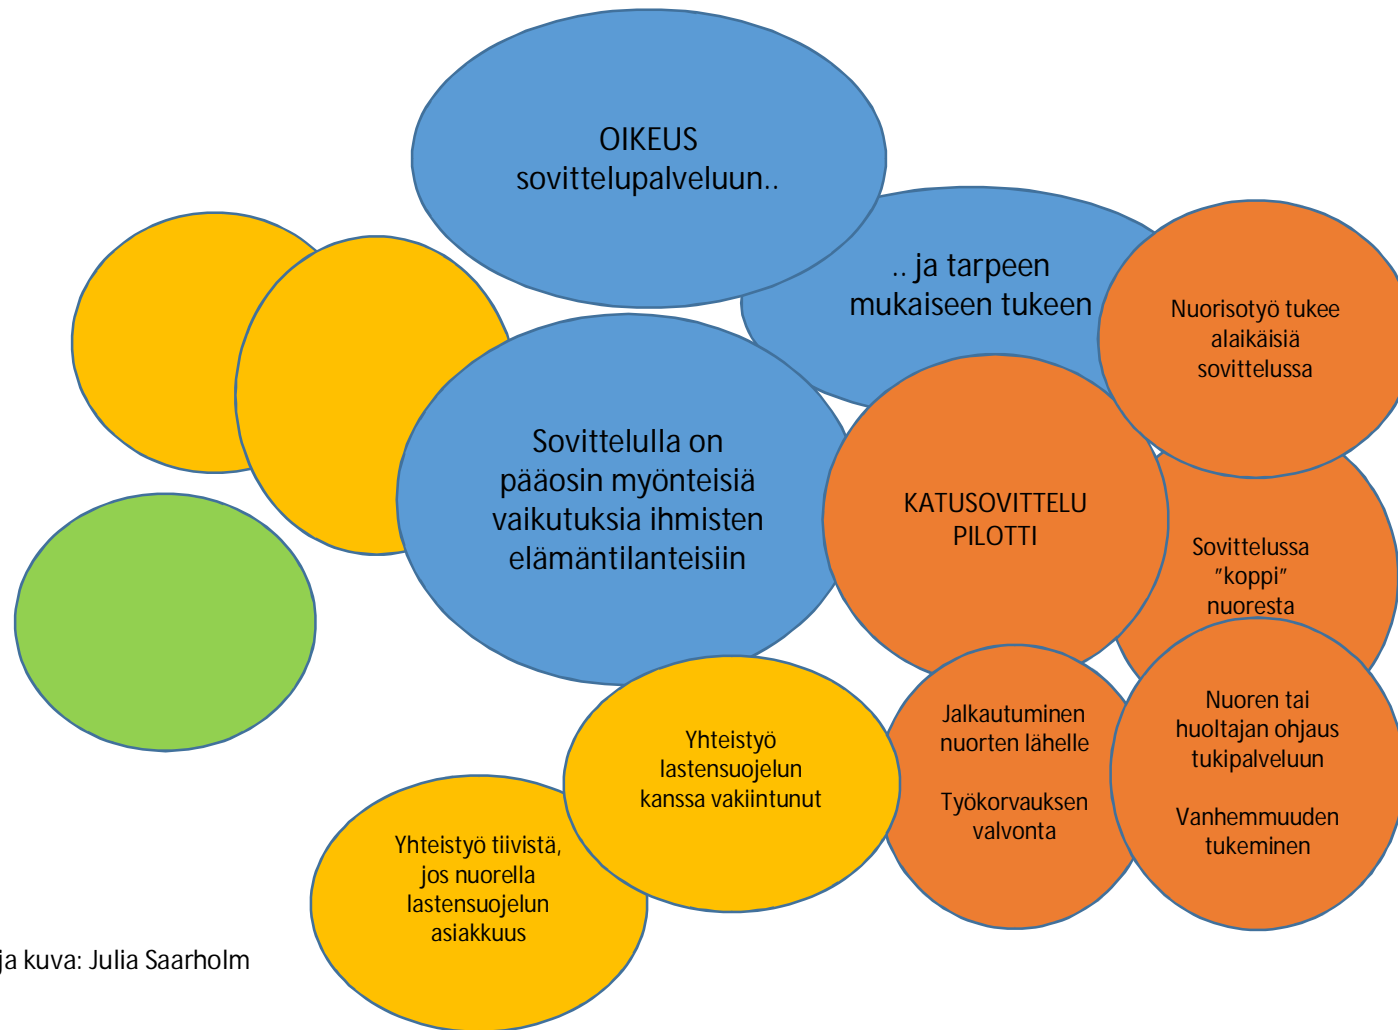 OIKEUS
sovittelupalveluun..
.. ja tarpeen
mukaiseen tukeen
Nuorisotyö tukee
alaikäisiä
sovittelussa
Sovittelulla on
pääosin myönteisiä
vaikutuksia ihmisten
elämäntilanteisiin
KATUSOVITTELU
PILOTTI
Sovittelussa
”koppi”
nuoresta
Jalkautuminen
nuorten lähelle
Työkorvauksen
valvonta
Nuoren tai
huoltajan ohjaus
tukipalveluun
Vanhemmuuden
tukeminen
Yhteistyö
lastensuojelun
kanssa vakiintunut
Yhteistyö tiivistä,
jos nuorella
lastensuojelun
asiakkuus
ja kuva: Julia Saarholm